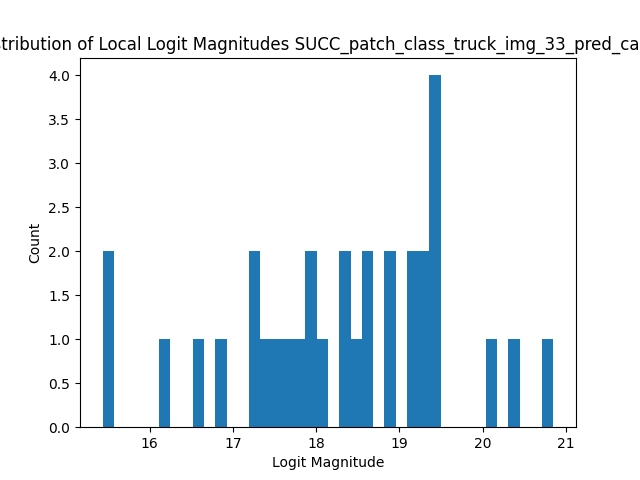 tribution of Local Logit Magnitudes SUCC_patch_class_truck_img_33_pred_ca
4.0
3.5
3.0
2.5
2.0
1.5
1.0
0.5
0.0
Count
16 17 18 19 20 21
Logit Magnitude